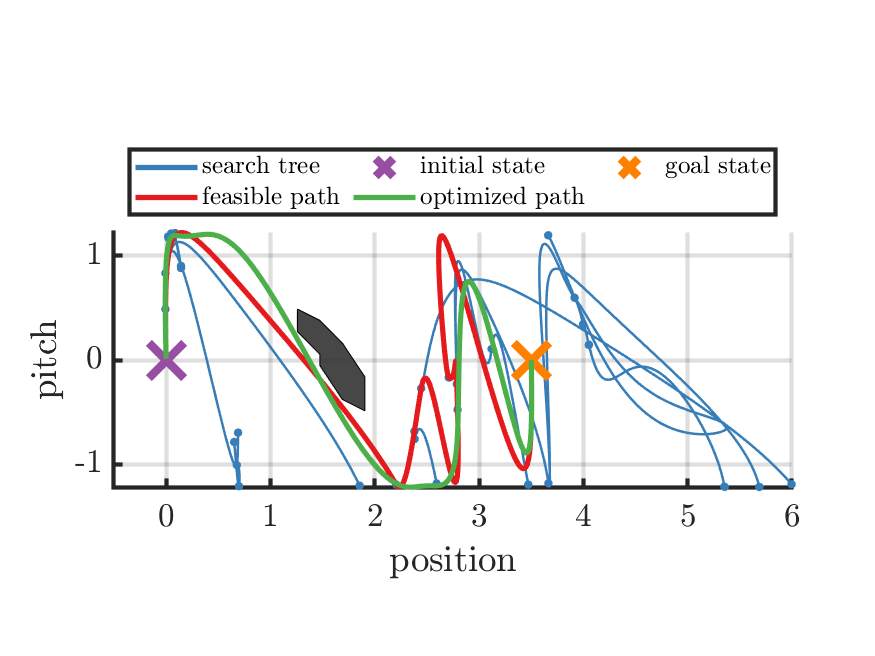 search tree initial state goal state
feasible path optimized path
1
0
-1
pitch
0 1 2 3 4 5 6
position